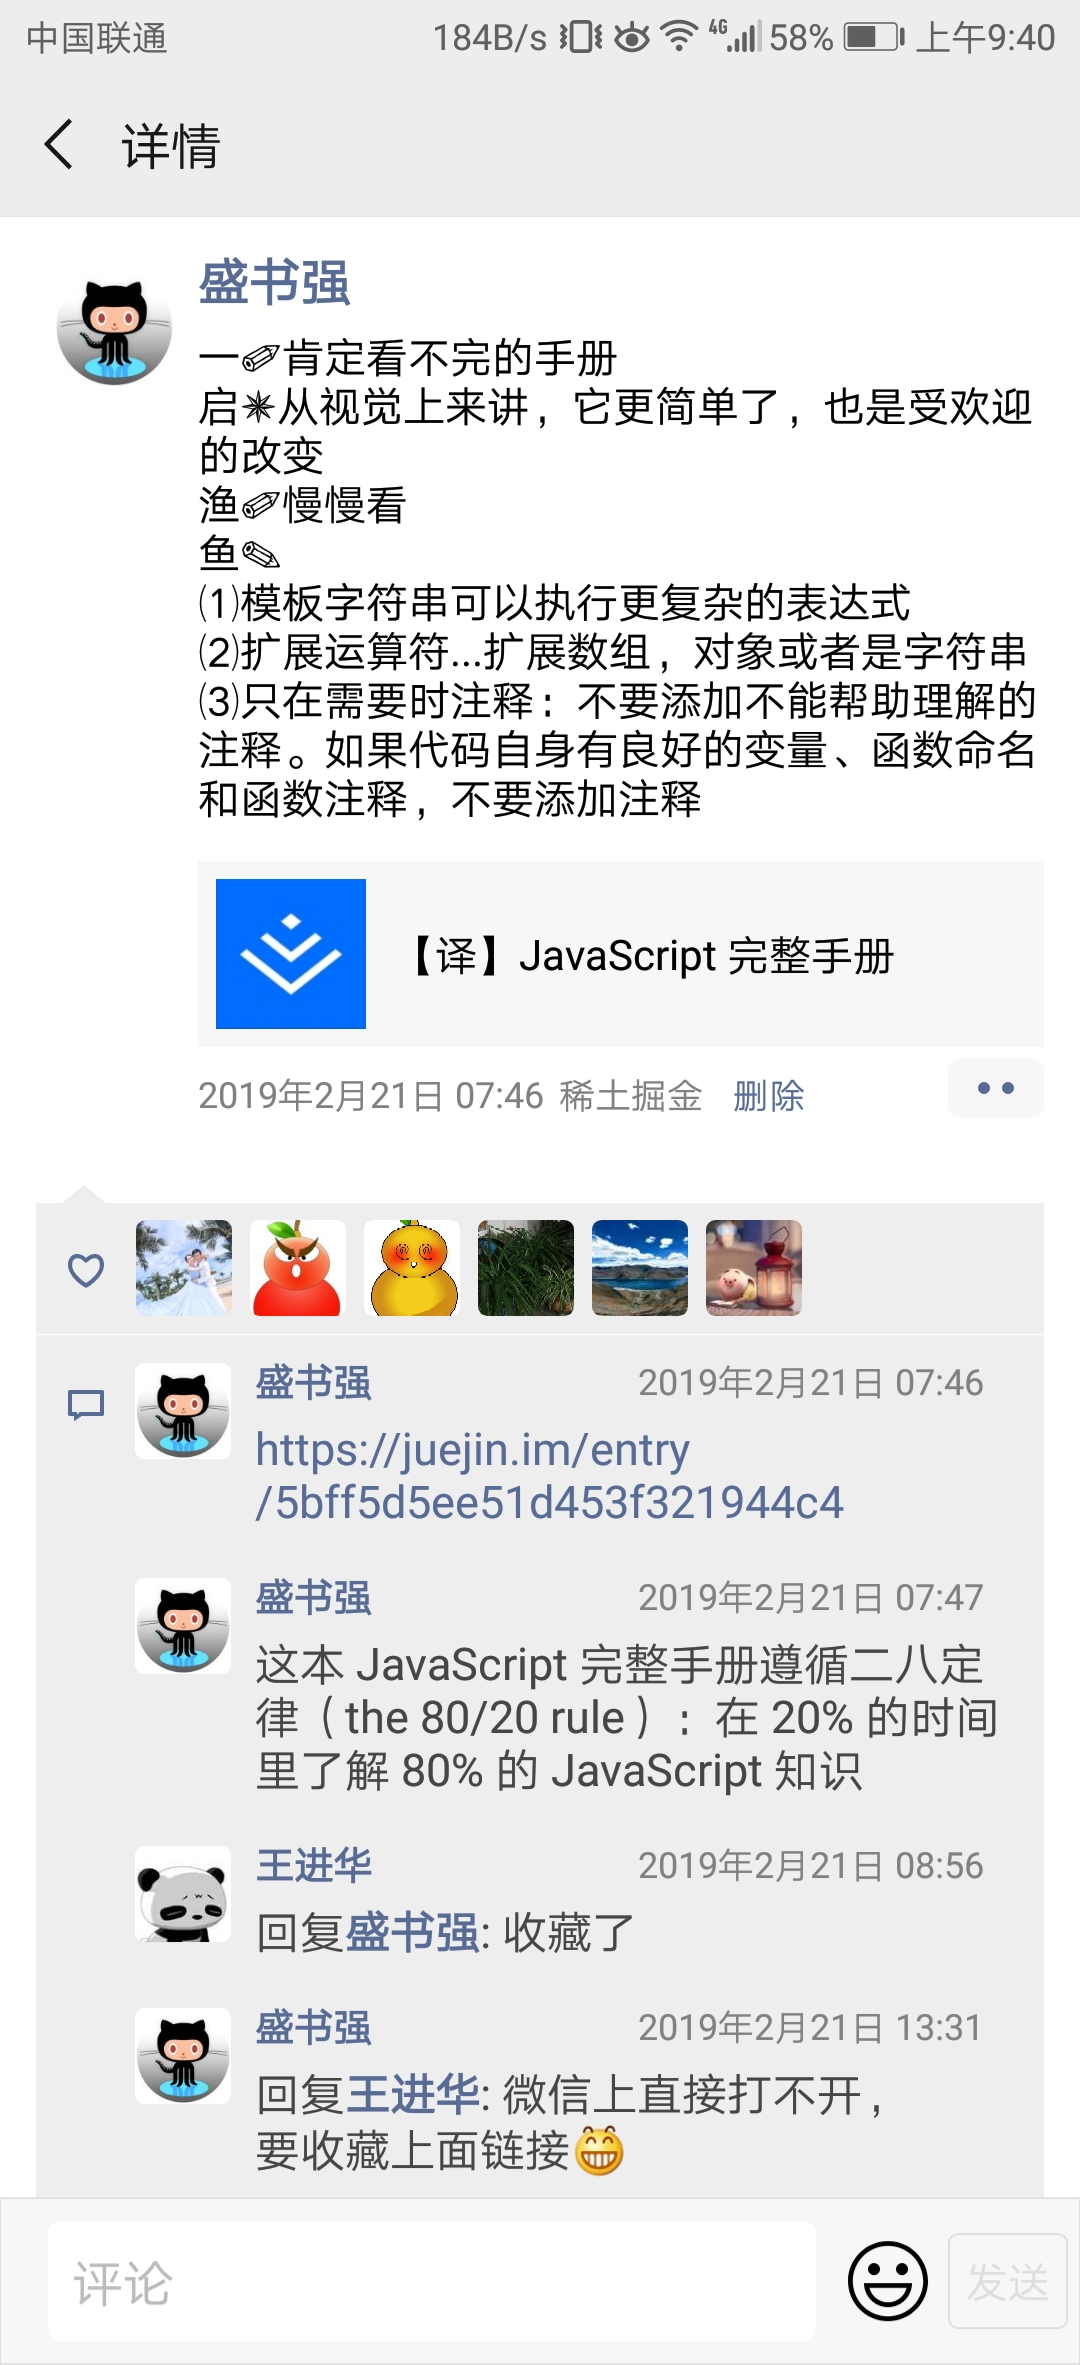 中国联通 184B/s 4G 58% 上午9:40
详情
盛书强
一✐肯定看不完的手册
启✴从视觉上来讲，它更简单了，也是受欢迎
的改变
渔✐慢慢看
鱼✎
⑴模板字符串可以执行更复杂的表达式
⑵扩展运算符...扩展数组，对象或者是字符串
⑶只在需要时注释：不要添加不能帮助理解的
注释。如果代码自身有良好的变量、函数命名
和函数注释，不要添加注释
【译】JavaScript 完整手册
2019年2月21日 07:46 稀土掘金 删除
盛书强 2019年2月21日 07:46
https://juejin.im/entry
/5bff5d5ee51d453f321944c4
盛书强 2019年2月21日 07:47
这本 JavaScript 完整手册遵循二八定
律（the 80/20 rule）：在 20% 的时间
里了解 80% 的 JavaScript 知识
王进华 2019年2月21日 08:56
回复盛书强: 收藏了
盛书强 2019年2月21日 13:31
回复王进华: 微信上直接打不开，
要收藏上面链接😁
评论 发送